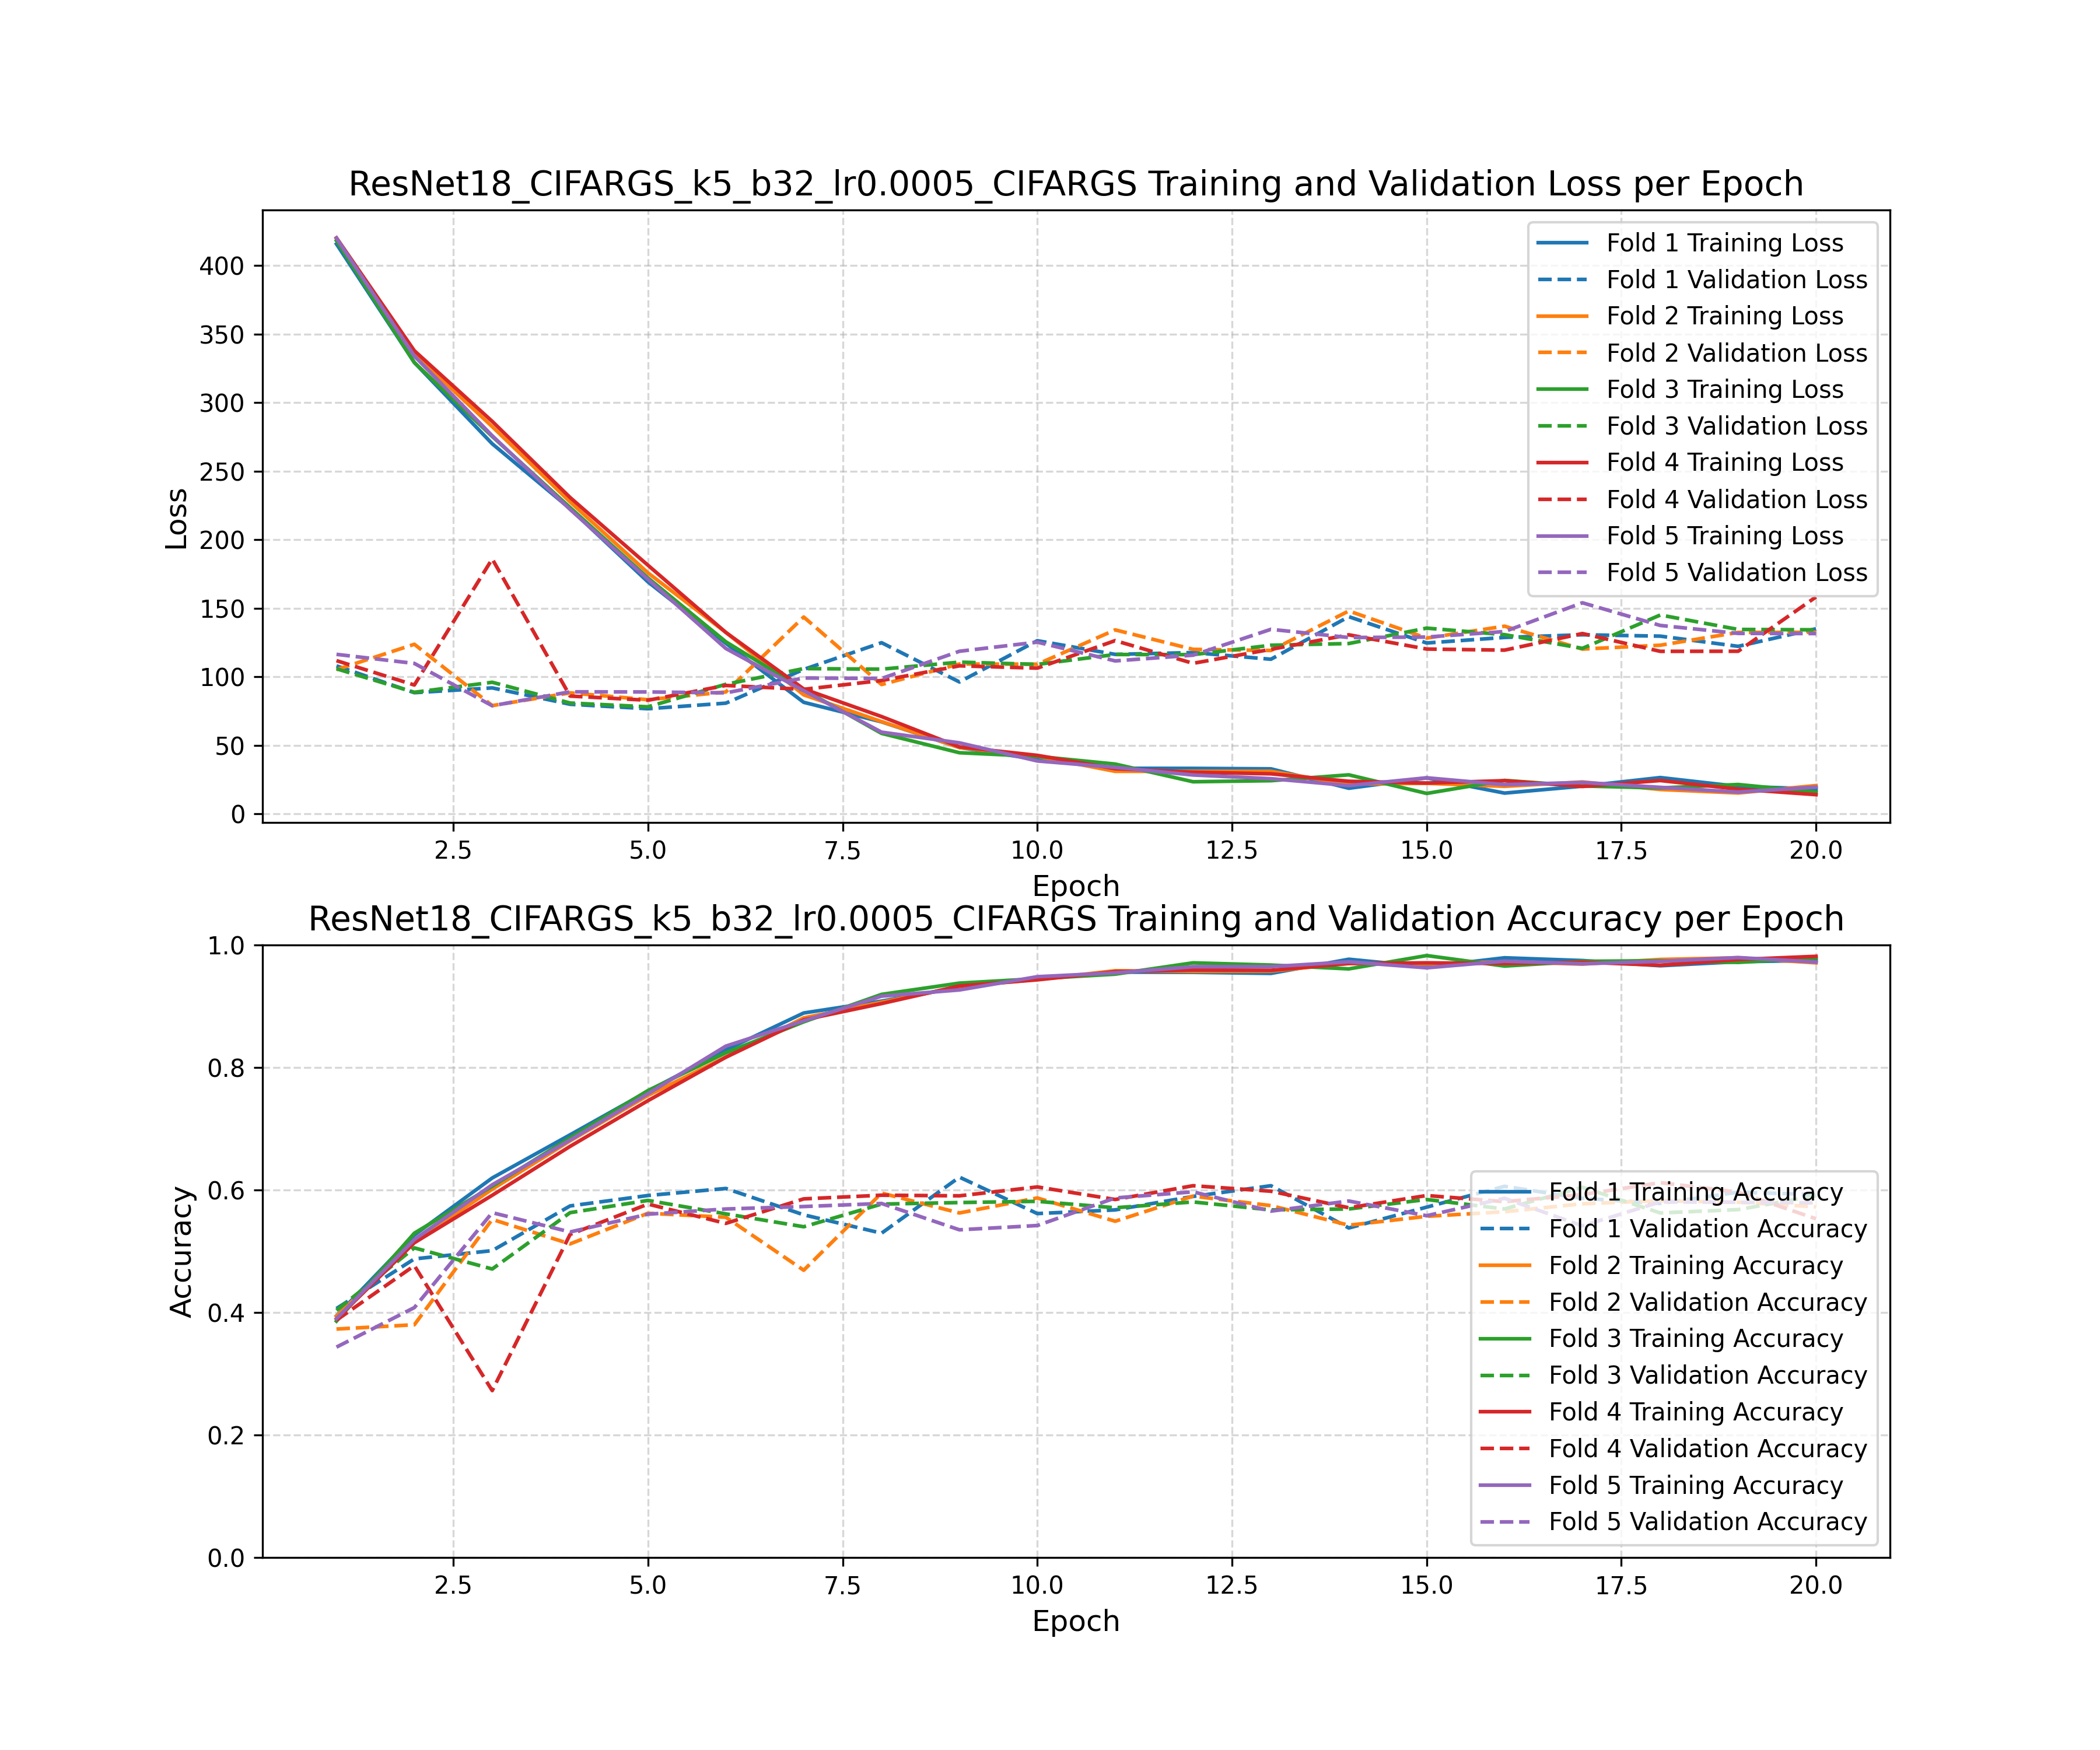 ResNet18_CIFARGS_k5_b32_lr0.0005_CIFARGS Training and Validation Loss per Epoch
Loss
400
350
300
250
200
150
100
50
0
Fold 1 Training Loss
Fold 1 Validation Loss
Fold 2 Training Loss
Fold 2 Validation Loss
Fold 3 Training Loss
Fold 3 Validation Loss
Fold 4 Training Loss
Fold 4 Validation Loss
Fold 5 Training Loss
Fold 5 Validation Loss
2.5 5.0 7.5 10.0 12.5 15.0 17.5 20.0
Epoch
ResNet18_CIFARGS_k5_b32_lr0.0005_CIFARGS Training and Validation Accuracy per Epoch
Accuracy
1.0
0.8
0.6
0.4
0.2
0.0
Fold 1 Training Accuracy
Fold 1 Validation Accuracy
Fold 2 Training Accuracy
Fold 2 Validation Accuracy
Fold 3 Training Accuracy
Fold 3 Validation Accuracy
Fold 4 Training Accuracy
Fold 4 Validation Accuracy
Fold 5 Training Accuracy
Fold 5 Validation Accuracy
2.5 5.0 7.5 10.0 12.5 15.0 17.5 20.0
Epoch